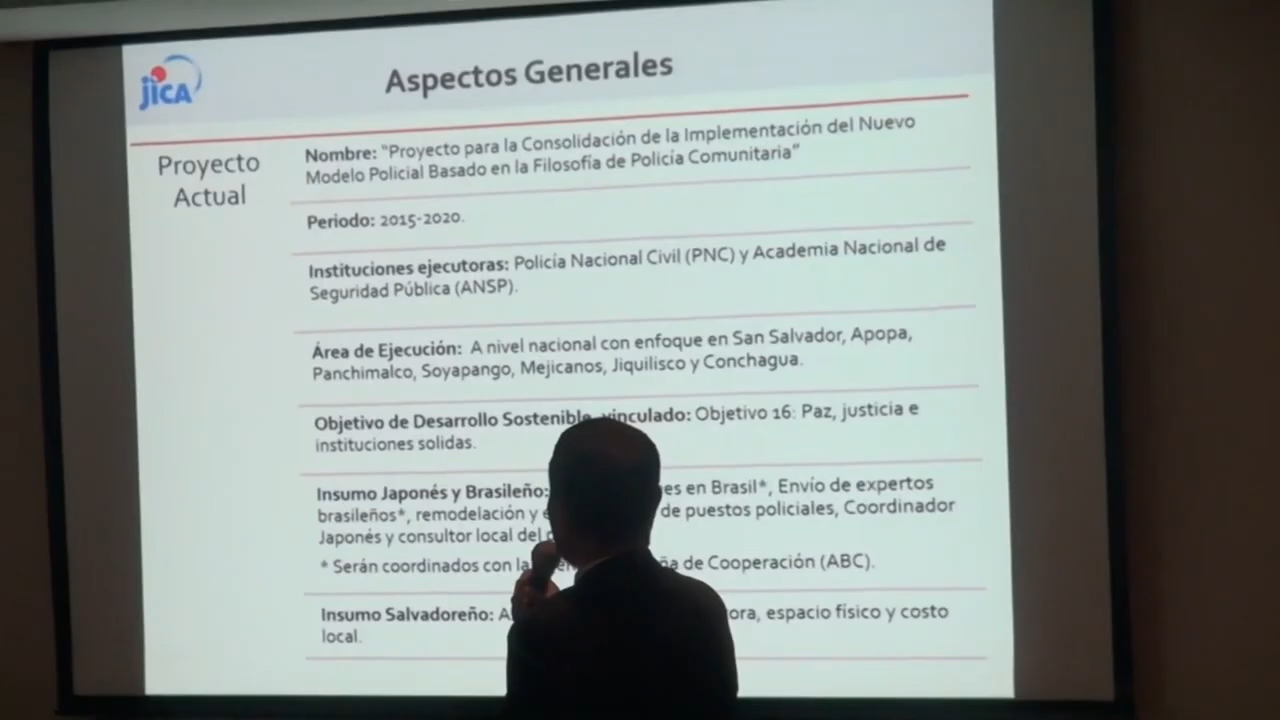 jICA
Aspectos Generales
Proyecto
Actual
Nombre: "Proyecto para la Consolidación de la Implementación del Nuevo
Modelo Policial Basado en la Filosofía de Policía Comunitaria"
Periodo: 2015-2020.
Instituciones ejecutoras: Policía Nacional Civil (PNC) y Academia Nacional de
Seguridad Pública (ANSP).
Área de Ejecución: A nivel nacional con enfoque en San Salvador, Apopa,
Panchimalco, Soyapango, Mejicanos, Jiquilisco y Conchagua.
Objetivo de Desarrollo Sostenible vinculado: Objetivo 16: Paz, justicia e
instituciones solidas.
Insumo Japonés y Brasileño: en Brasil*, Envío de expertos
brasileños*, remodelación y de puestos policiales, Coordinador
Japonés y consultor local del
* Serán coordinados con la de Cooperación (ABC).
Insumo Salvadoreño: espacio físico y costo
local.